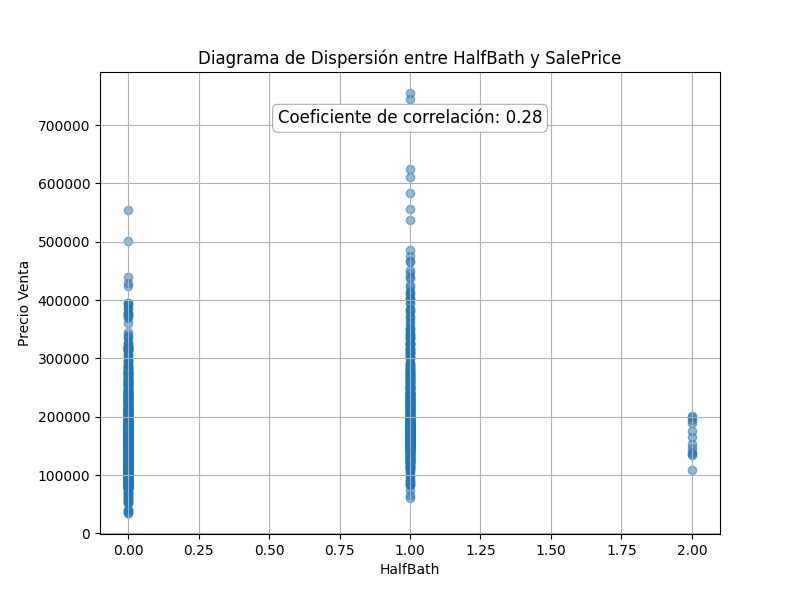 Diagrama de Dispersión entre HalfBath y SalePrice
Coeficiente de correlación: 0.28
700000
600000
500000
400000
300000
200000
100000
0
Precio Venta
0.00 0.25 0.50 0.75 1.00 1.25 1.50 1.75 2.00
HalfBath